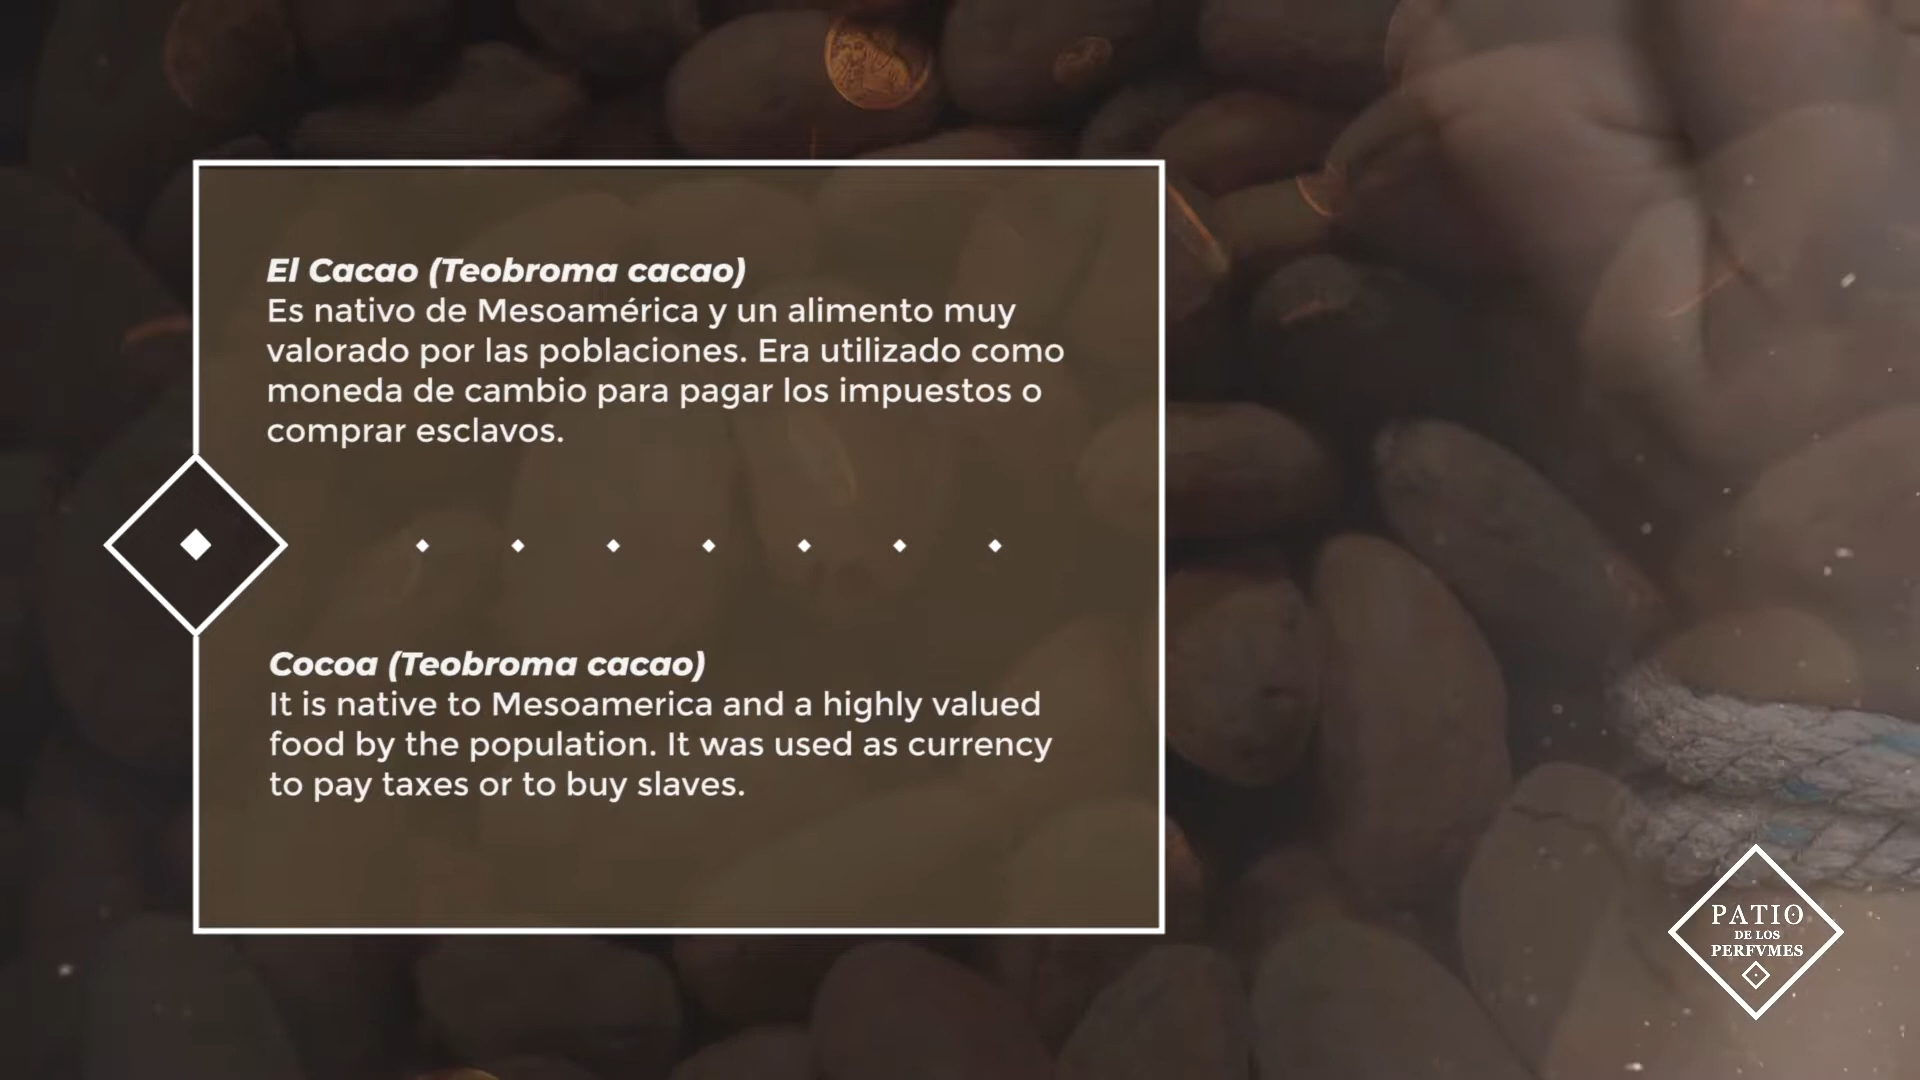 El Cacao (Teobroma cacao)
Es nativo de Mesoamérica y un alimento muy
valorado por las poblaciones. Era utilizado como
moneda de cambio para pagar los impuestos o
comprar esclavos.
Cocoa (Teobroma cacao)
It is native to Mesoamerica and a highly valued
food by the population. It was used as currency
to pay taxes or to buy slaves.
PATIO
DE LOS
PERFVMES